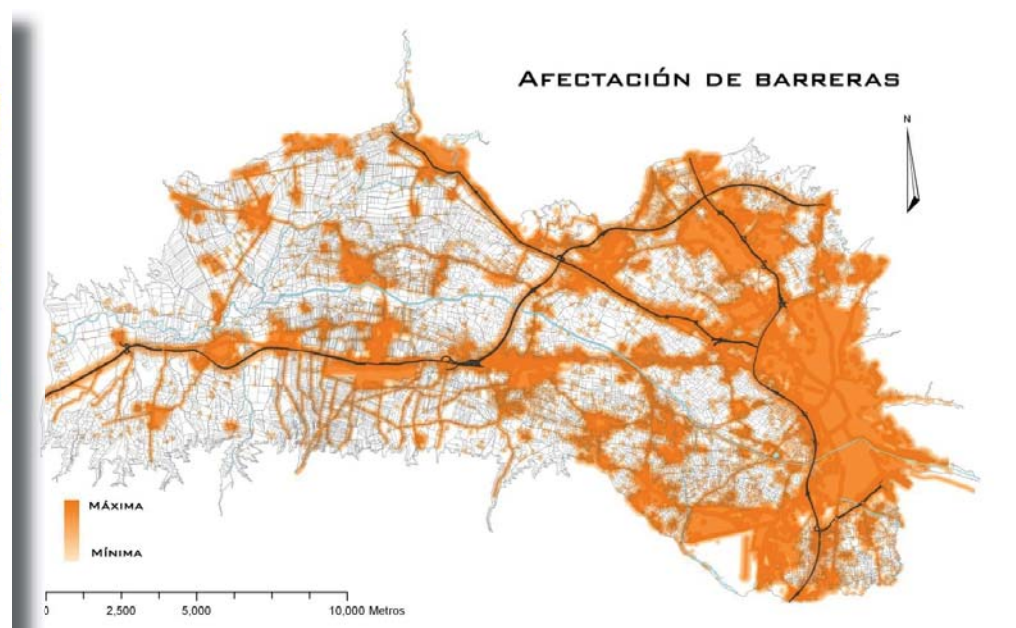 AFECTACIÓN DE BARRERAS
N
MÁXIMA
MÍNIMA
0 2,500 5,000 10,000 Metros